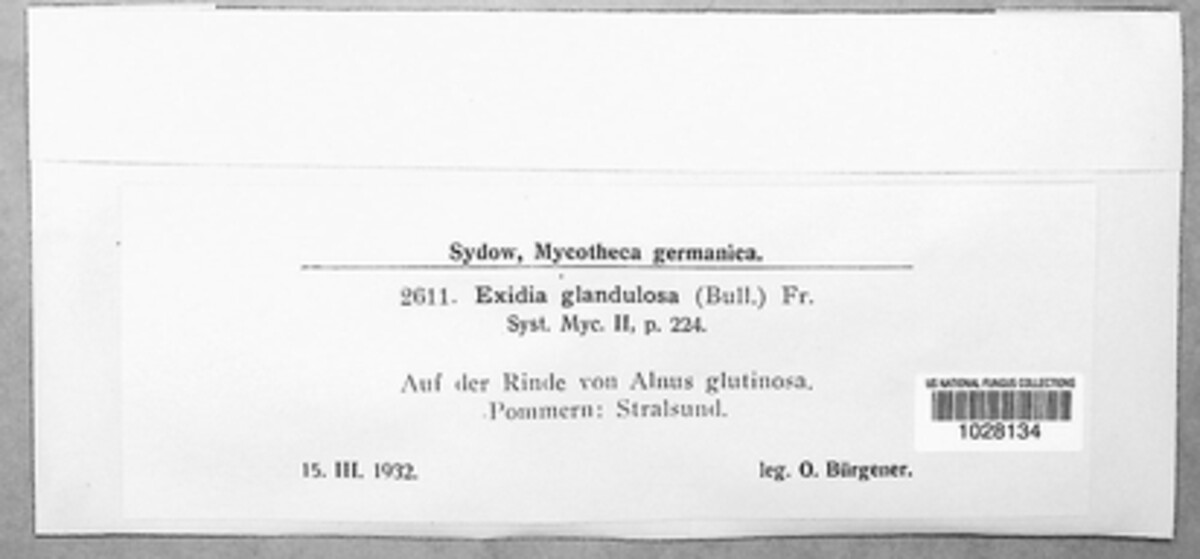 Sydow, Mycotheca germanica.
2611. Exidia glandulosa (Bull.) Fr.
Syst. Myc. II, p. 224.
Auf der Rinde von Alnus glutinosa.
Pommern: Stralsund.
US NATIONAL FUNGUS COLLECTIONS
1028134
15. III. 1932.
leg. O. Bürgener.